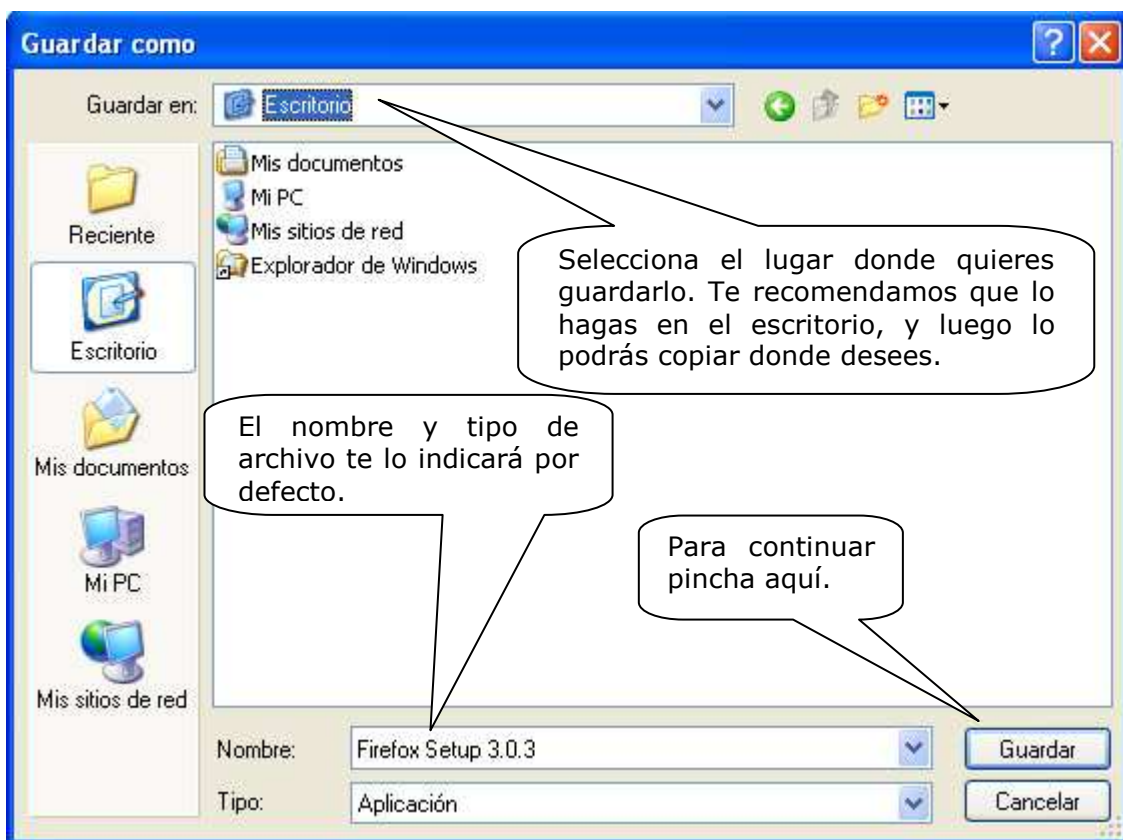 Guardar como
Guardar en:
Escritorio
Mis documentos
Mi PC
Mis sitios de red
Explorador de Windows
Reciente
Escritorio
Mis documentos
Mi PC
Mis sitios de red
Selecciona el lugar donde quieres
guardarlo. Te recomendamos que lo
hagas en el escritorio, y luego lo
podrás copiar donde desees.
El nombre y tipo de
archivo te lo indicará por
defecto.
Para continuar
pincha aquí.
Nombre:
Firefox Setup 3.0.3
Guardar
Tipo:
Aplicación
Cancelar